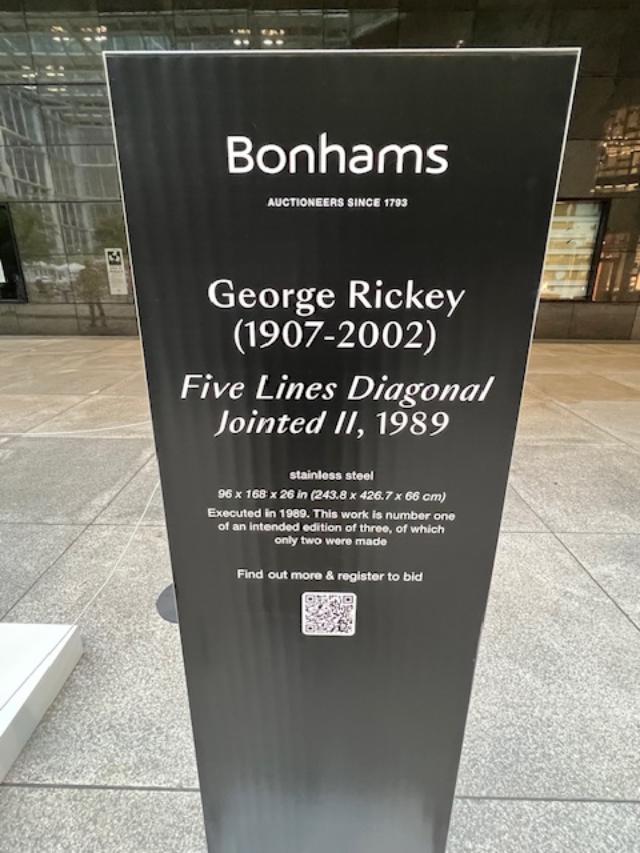 Bonhams
AUCTIONEERS SINCE 1793
George Rickey
(1907-2002)
Five Lines Diagonal
Jointed II, 1989
stainless steel
96 x 168 x 26 in (243.8 x 426.7 x 66 cm)
Executed in 1989. This work is number one
of an intended edition of three, of which
only two were made
Find out more & register to bid